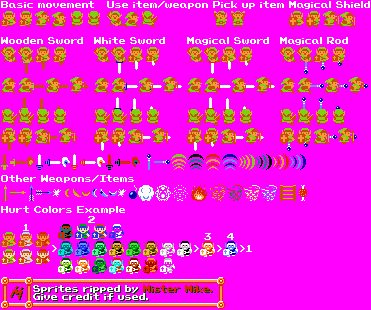 Basic movement Use item/weapon Pick up item Magical Shield
Wooden Sword White Sword Magical Sword Magical Rod
Other Weapons/Items
Hurt Colors Example
1 2
> > 3 > 4 >1
M Sprites ripped by Mister Mike.
Give credit if used.